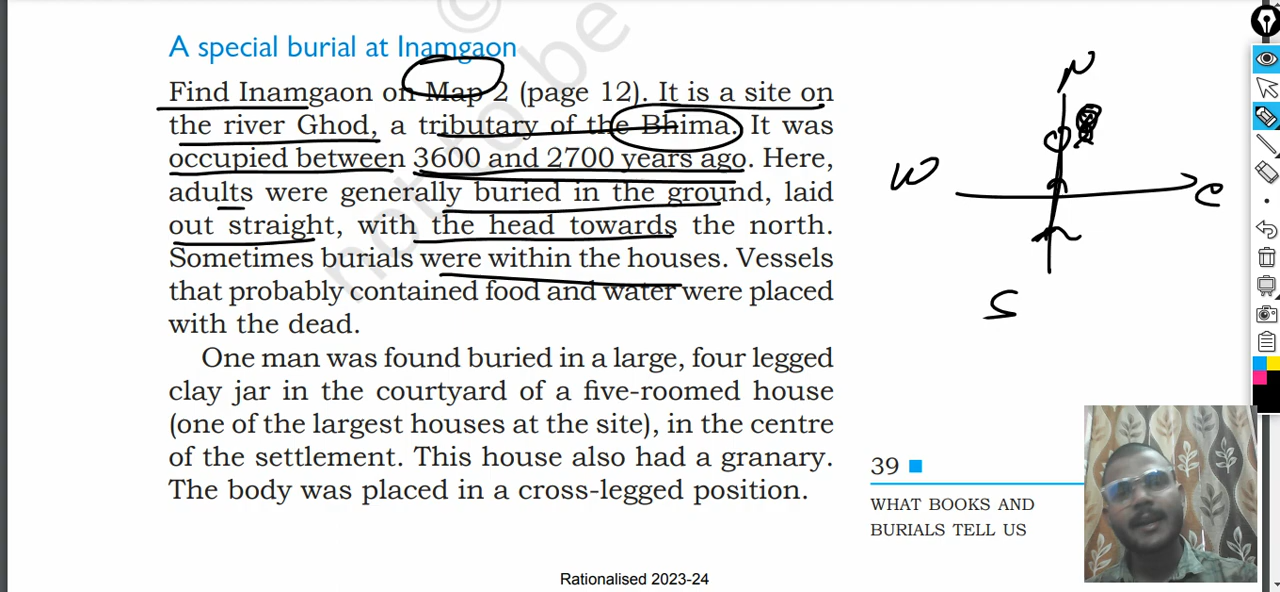 A special burial at Inamgaon
Find Inamgaon on Map 2 (page 12). It is a site on
the river Ghod, a tributary of the Bhima. It was
occupied between 3600 and 2700 years ago. Here,
adults were generally buried in the ground, laid
out straight, with the head towards the north.
Sometimes burials were within the houses. Vessels
that probably contained food and water were placed
with the dead.
One man was found buried in a large, four legged
clay jar in the courtyard of a five-roomed house
(one of the largest houses at the site), in the centre
of the settlement. This house also had a granary.
The body was placed in a cross-legged position.
N
W
E
S
39
WHAT BOOKS AND
BURIALS TELL US
Rationalised 2023-24
© not to be